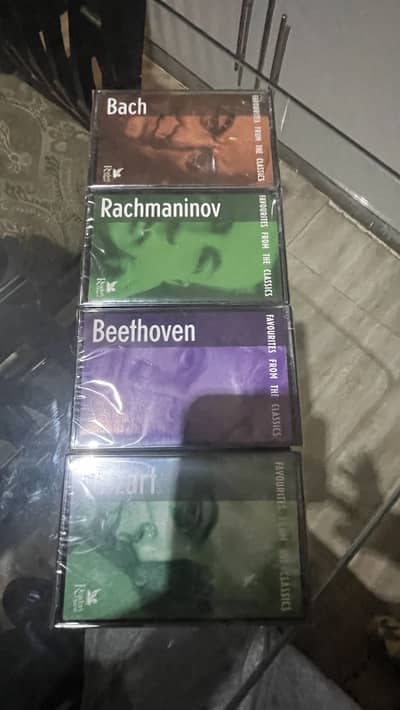 Bach
FAVOURITES FROM THE CLASSICS
Rachmaninov
FAVOURITES FROM THE CLASSICS
Beethoven
FAVOURITES FROM THE CLASSICS
zart
FAVOURITES FROM THE CLASSICS